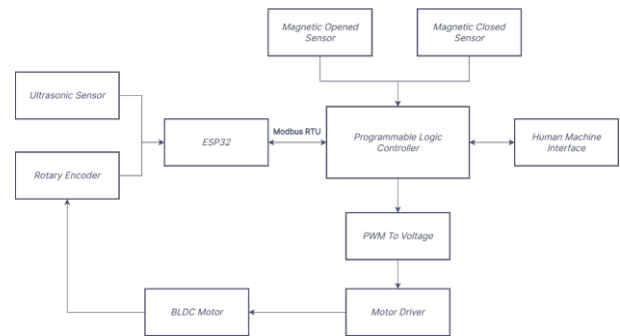 Magnetic Opened
Sensor
Magnetic Closed
Sensor
Ultrasonic Sensor
ESP32
Modbus RTU
Programmable Logic
Controller
Human Machine
Interface
Rotary Encoder
PWM To Voltage
BLDC Motor
Motor Driver